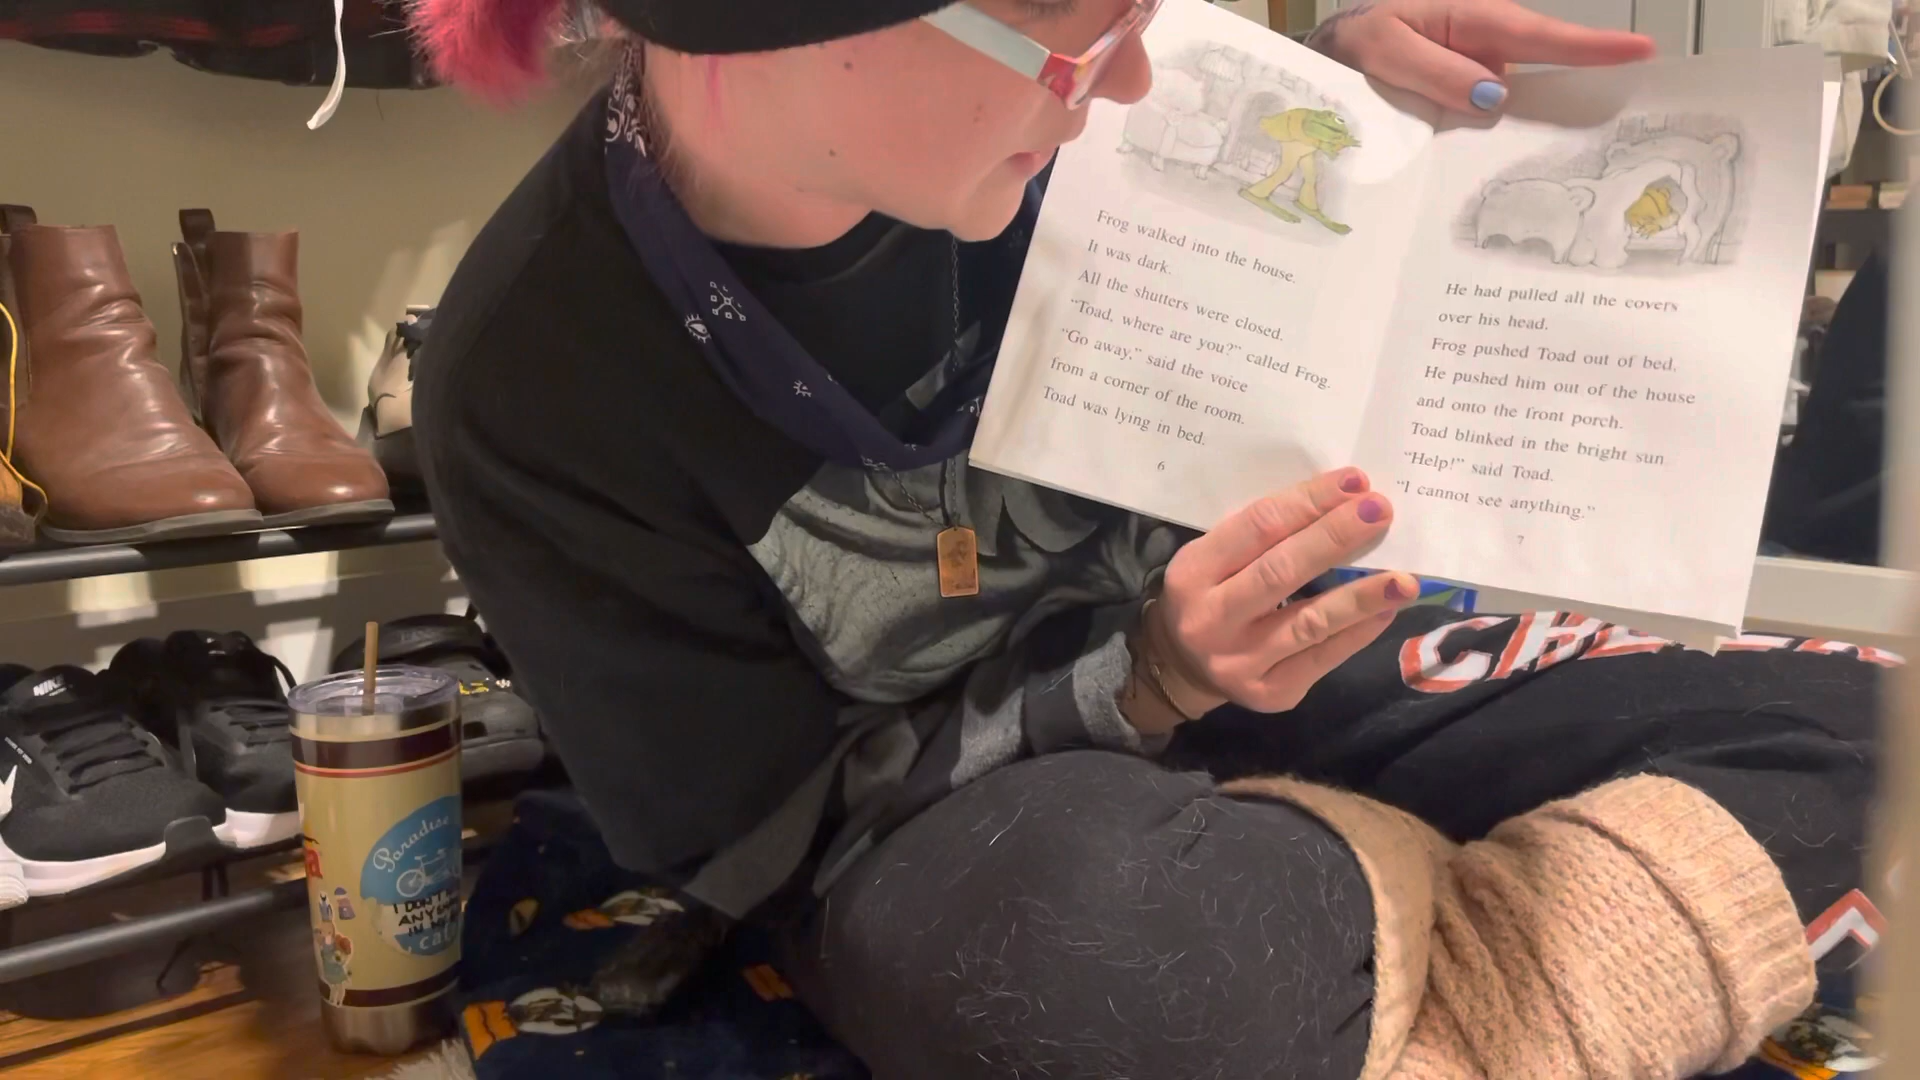 Frog walked into the house.
It was dark.
All the shutters were closed.
"Toad, where are you?" called Frog.
"Go away," said the voice
from a corner of the room.
Toad was lying in bed.
6
He had pulled all the covers
over his head.
Frog pushed Toad out of bed.
He pushed him out of the house
and onto the front porch.
Toad blinked in the bright sun.
"Help!" said Toad.
"I cannot see anything."
7
NIKE
Paradise
I DON'T
IN MY